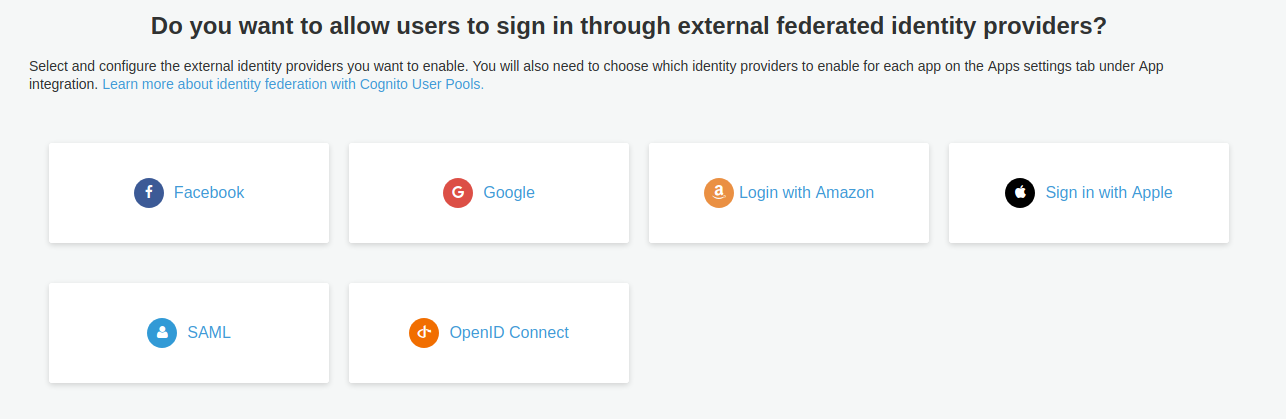 Do you want to allow users to sign in through external federated identity providers?
Select and configure the external identity providers you want to enable. You will also need to choose which identity providers to enable for each app on the Apps settings tab under App
integration. Learn more about identity federation with Cognito User Pools.
Facebook
Google
Login with Amazon
Sign in with Apple
SAML
OpenID Connect